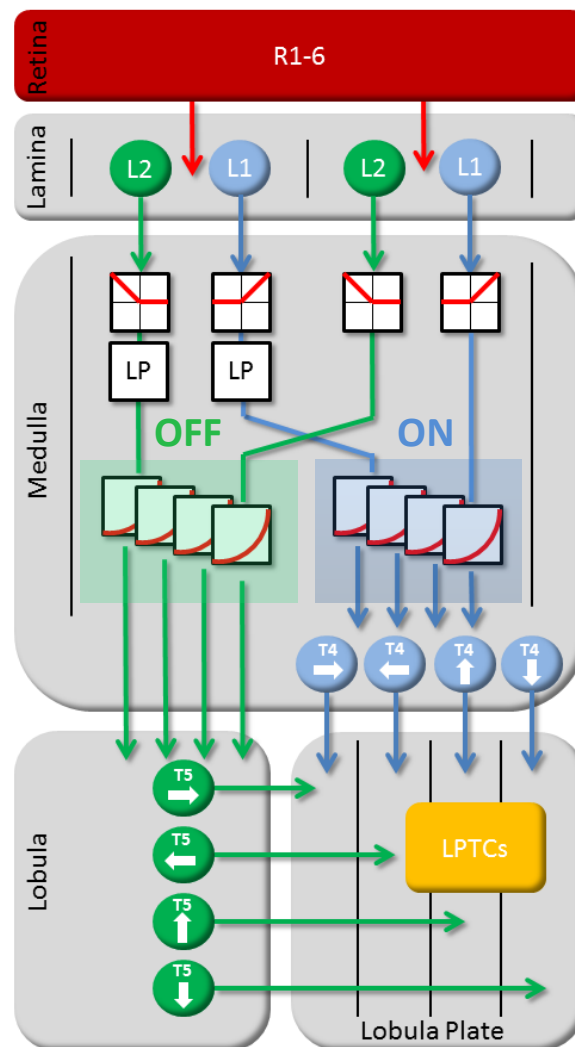 Retina
R1-6
Lamina
L2
L1
L2
L1
Medulla
LP
LP
OFF
ON
T4
T4
T4
T4
Lobula
T5
T5
T5
T5
LPTCs
Lobula Plate